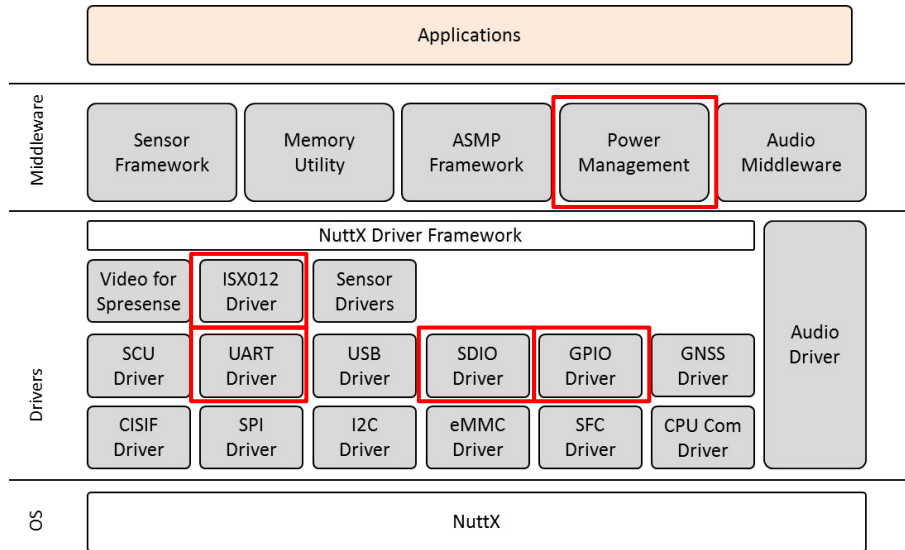 Applications
Middleware
Sensor
Framework
Memory
Utility
ASMP
Framework
Power
Management
Audio
Middleware
Drivers
NuttX Driver Framework
Video for
Spresense
ISX012
Driver
Sensor
Drivers
SCU
Driver
UART
Driver
USB
Driver
SDIO
Driver
GPIO
Driver
GNSS
Driver
Audio
Driver
CISIF
Driver
SPI
Driver
I2C
Driver
eMMC
Driver
SFC
Driver
CPU Com
Driver
OS
NuttX